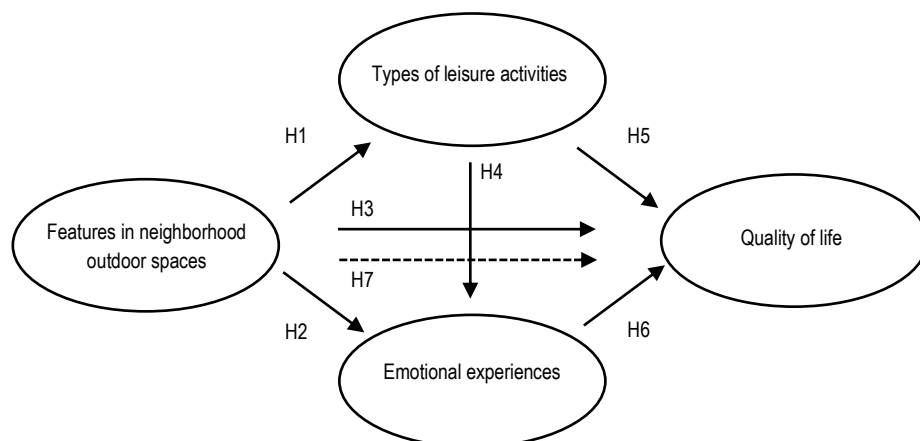 Types of leisure activities
H1
H5
H4
H3
Features in neighborhood
outdoor spaces
Quality of life
H7
H2
H6
Emotional experiences